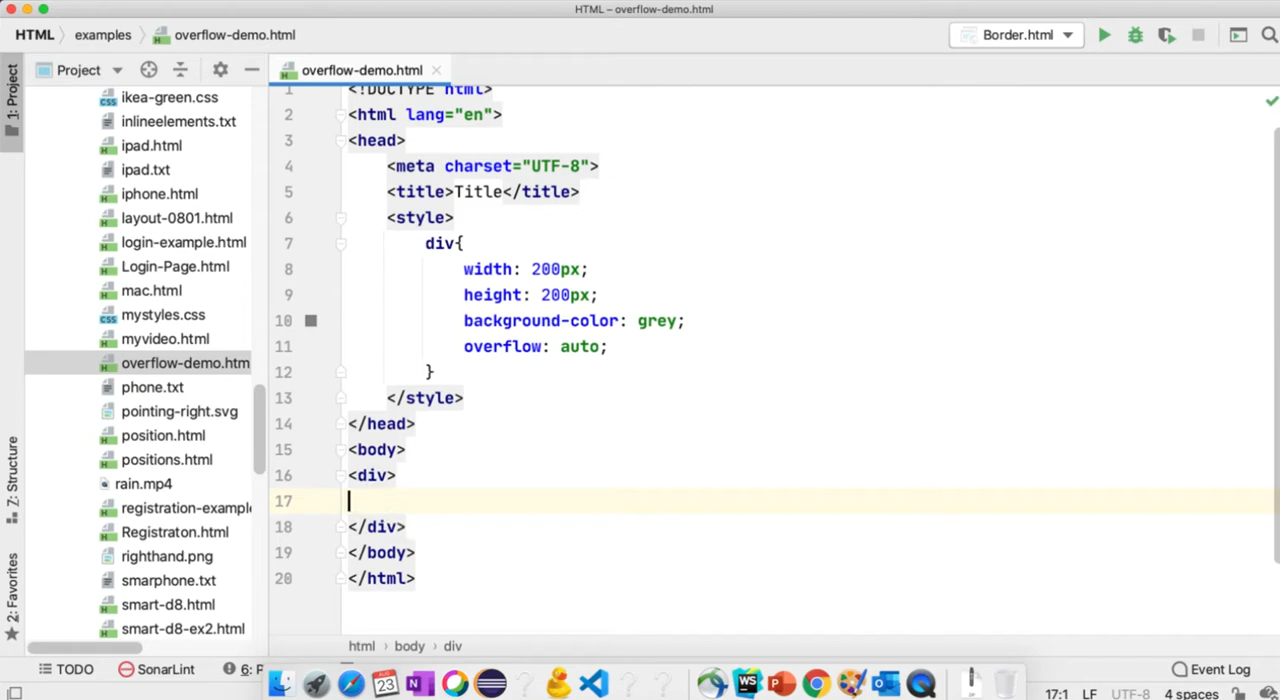 HTML – overflow-demo.html
HTML examples overflow-demo.html
Border.html
1: Project
Project
overflow-demo.html
ikea-green.css
inlineelements.txt
ipad.html
ipad.txt
iphone.html
layout-0801.html
login-example.html
Login-Page.html
mac.html
mystyles.css
myvideo.html
overflow-demo.htm
phone.txt
pointing-right.svg
position.html
positions.html
rain.mp4
registration-example
Registraton.html
righthand.png
smarphone.txt
smart-d8.html
smart-d8-ex2.html
Z: Structure
2: Favorites
1 <!DOCTYPE html>
2 <html lang="en">
3 <head>
4 <meta charset="UTF-8">
5 <title>Title</title>
6 <style>
7 div{
8 width: 200px;
9 height: 200px;
10 background-color: grey;
11 overflow: auto;
12 }
13 </style>
14 </head>
15 <body>
16 <div>
17
18 </div>
19 </body>
20 </html>
html › body › div
TODO SonarLint 6: P
Event Log
17:1 LF UTF-8 4 spaces